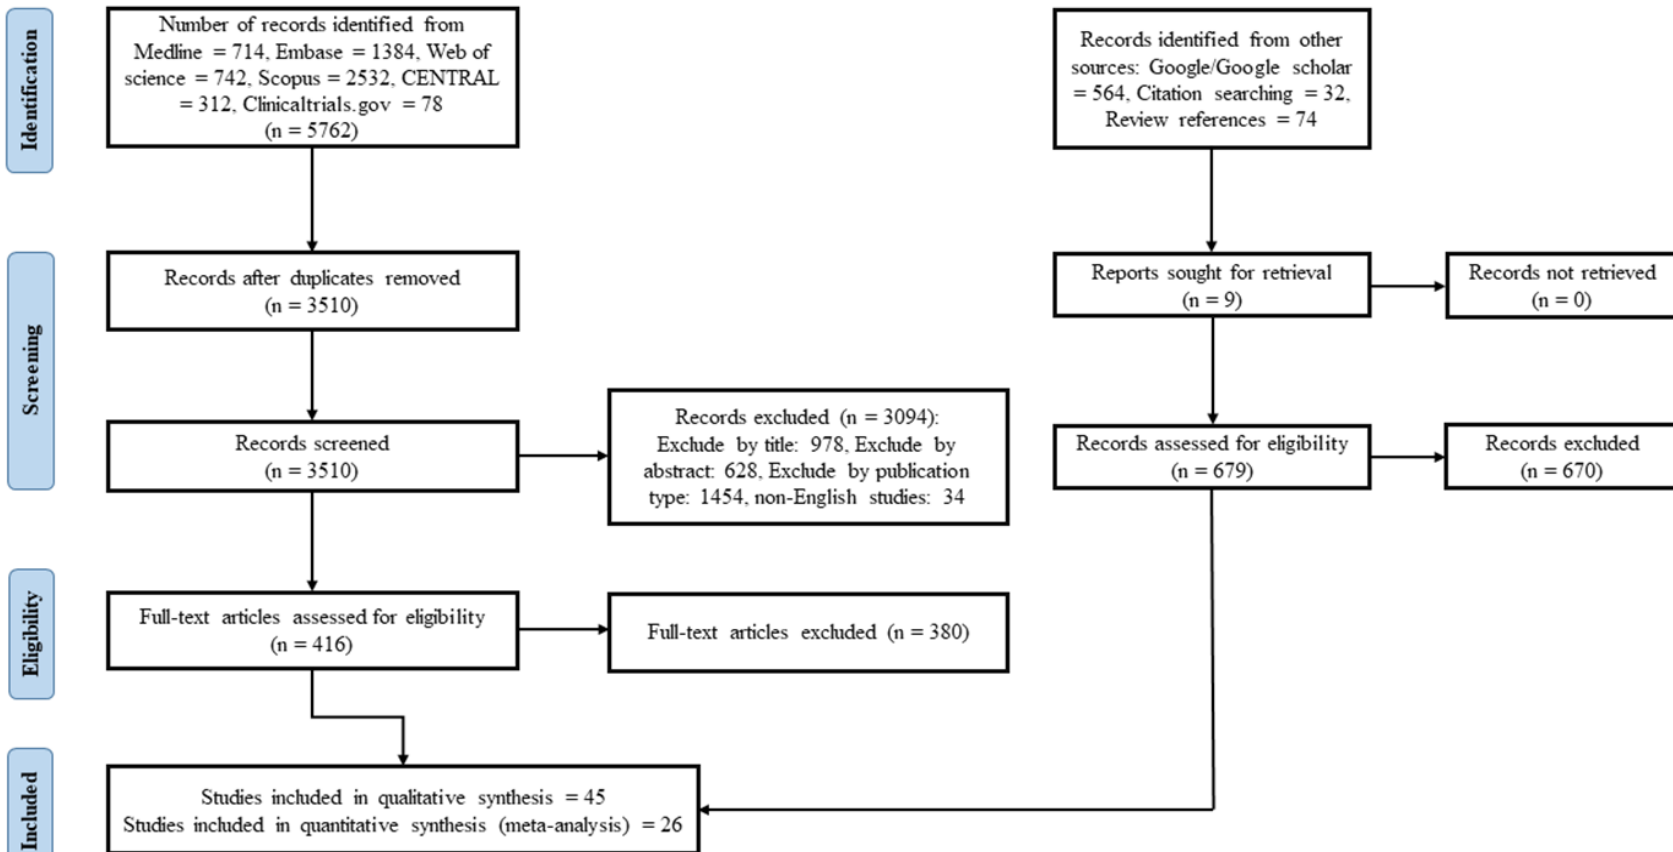 Identification
Number of records identified from
Medline = 714, Embase = 1384, Web of
science = 742, Scopus = 2532, CENTRAL
= 312, Clinicaltrials.gov = 78
(n = 5762)
Records identified from other
sources: Google/Google scholar
= 564, Citation searching = 32,
Review references = 74
Screening
Records after duplicates removed
(n = 3510)
Reports sought for retrieval
(n = 9)
Records not retrieved
(n = 0)
Records screened
(n = 3510)
Records excluded (n = 3094):
Exclude by title: 978, Exclude by
abstract: 628, Exclude by publication
type: 1454, non-English studies: 34
Records assessed for eligibility
(n = 679)
Records excluded
(n = 670)
Eligibility
Full-text articles assessed for eligibility
(n = 416)
Full-text articles excluded (n = 380)
Included
Studies included in qualitative synthesis = 45
Studies included in quantitative synthesis (meta-analysis) = 26